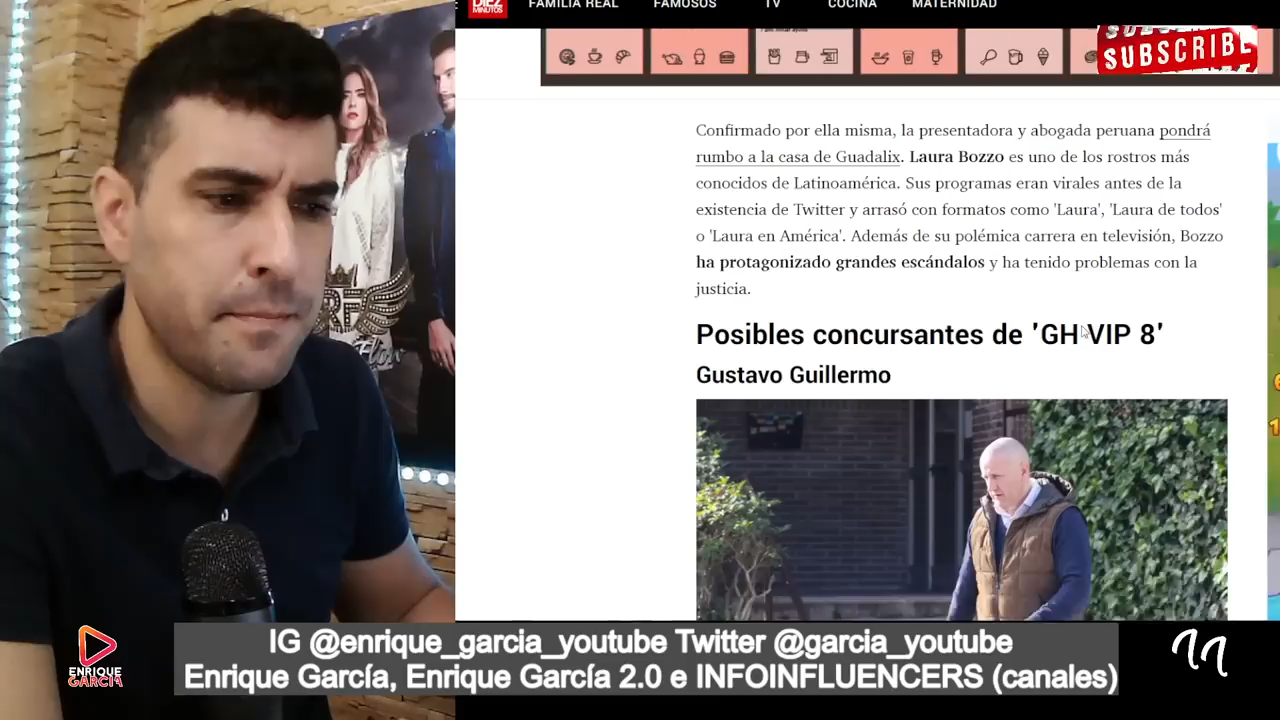 DIEZ
MINUTOS
FAMILIA REAL
FAMOSOS
TV
COCINA
MATERNIDAD
SUBSCRIBE
Confirmado por ella misma, la presentadora y abogada peruana pondrá
rumbo a la casa de Guadalix. Laura Bozzo es uno de los rostros más
conocidos de Latinoamérica. Sus programas eran virales antes de la
existencia de Twitter y arrasó con formatos como 'Laura', 'Laura de todos'
o 'Laura en América'. Además de su polémica carrera en televisión, Bozzo
ha protagonizado grandes escándalos y ha tenido problemas con la
justicia.
Posibles concursantes de 'GH VIP 8'
Gustavo Guillermo
RF
Flow
IG @enrique_garcia_youtube Twitter @garcia_youtube
Enrique García, Enrique García 2.0 e INFOINFLUENCERS (canales)
ENRIQUE
GARCÍA